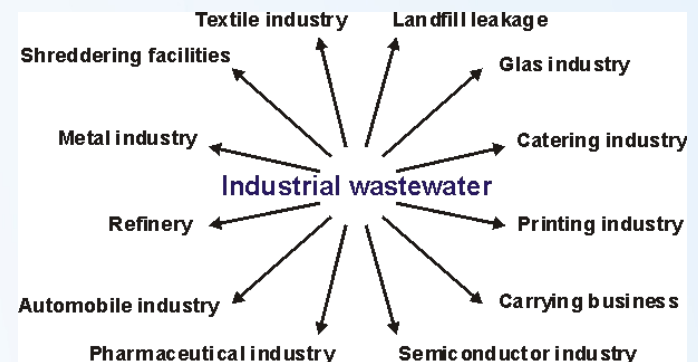 Textile industry
Landfill leakage
Shreddering facilities
Glas industry
Metal industry
Catering industry
Industrial wastewater
Refinery
Printing industry
Automobile industry
Carrying business
Pharmaceutical industry
Semiconductor industry